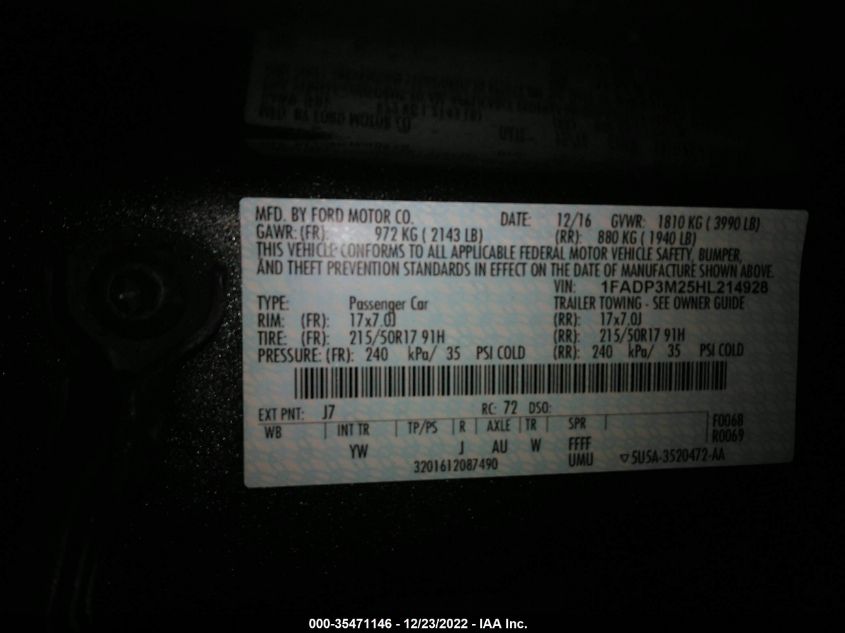 MFD. BY FORD MOTOR CO. DATE: 12/16 GVWR: 1810 KG ( 3990 LB)
GAWR: (FR): 972 KG ( 2143 LB) (RR): 880 KG ( 1940 LB)
THIS VEHICLE CONFORMS TO ALL APPLICABLE FEDERAL MOTOR VEHICLE SAFETY, BUMPER,
AND THEFT PREVENTION STANDARDS IN EFFECT ON THE DATE OF MANUFACTURE SHOWN ABOVE.
VIN: 1FADP3M25HL214928
TYPE: Passenger Car TRAILER TOWING - SEE OWNER GUIDE
RIM: (FR): 17x7.0J (RR): 17x7.0J
TIRE: (FR): 215/50R17 91H (RR): 215/50R17 91H
PRESSURE: (FR): 240 kPa/ 35 PSI COLD (RR): 240 kPa/ 35 PSI COLD
EXT PNT: J7 RC: 72 DSO:
WB INT TR TP/PS R AXLE TR SPR F0068
YW J AU W FFFF R0069
3201612087490 UMU ▽5U5A-3520472-AA
000-35471146 - 12/23/2022 - IAA Inc.